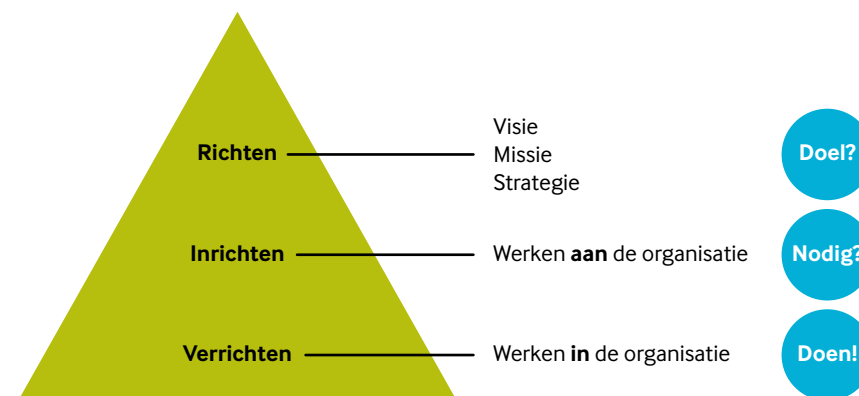 Visie
Richten
Missie
Doel?
Strategie
Inrichten
Werken aan de organisatie
Nodig?
Verrichten
Werken in de organisatie
Doen!